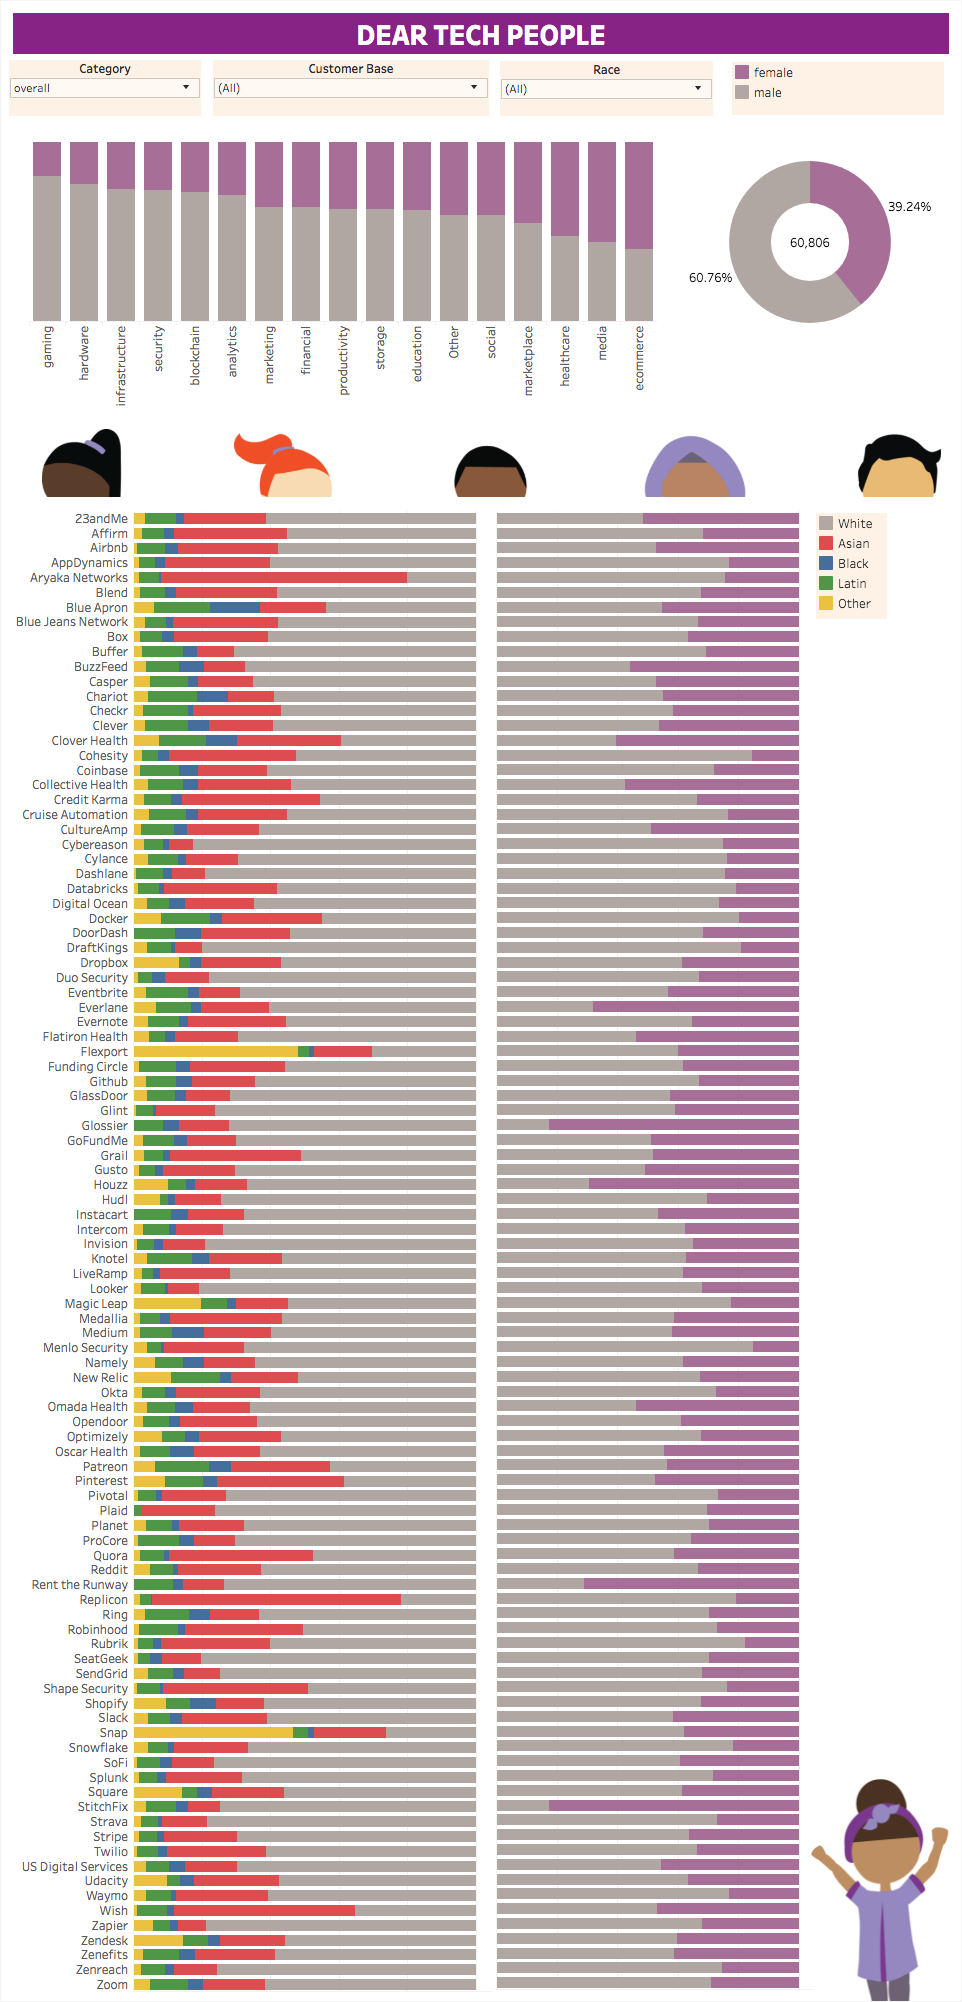 DEAR TECH PEOPLE
Category
Customer Base
Race
overall
(All)
(All)
female
male
39.24%
60,806
60.76%
gaming
hardware
infrastructure
security
blockchain
analytics
marketing
financial
productivity
storage
education
Other
social
marketplace
healthcare
media
ecommerce
White
Asian
Black
Latin
Other
23andMe
Affirm
Airbnb
AppDynamics
Aryaka Networks
Blend
Blue Apron
Blue Jeans Network
Box
Buffer
BuzzFeed
Casper
Chariot
Checkr
Clever
Clover Health
Cohesity
Coinbase
Collective Health
Credit Karma
Cruise Automation
CultureAmp
Cybereason
Cylance
Dashlane
Databricks
Digital Ocean
Docker
DoorDash
DraftKings
Dropbox
Duo Security
Eventbrite
Everlane
Evernote
Flatiron Health
Flexport
Funding Circle
Github
GlassDoor
Glint
Glossier
GoFundMe
Grail
Gusto
Houzz
Hudl
Instacart
Intercom
Invision
Knotel
LiveRamp
Looker
Magic Leap
Medallia
Medium
Menlo Security
Namely
New Relic
Okta
Omada Health
Opendoor
Optimizely
Oscar Health
Patreon
Pinterest
Pivotal
Plaid
Planet
ProCore
Quora
Reddit
Rent the Runway
Replicon
Ring
Robinhood
Rubrik
SeatGeek
SendGrid
Shape Security
Shopify
Slack
Snap
Snowflake
SoFi
Splunk
Square
StitchFix
Strava
Stripe
Twilio
US Digital Services
Udacity
Waymo
Wish
Zapier
Zendesk
Zenefits
Zenreach
Zoom